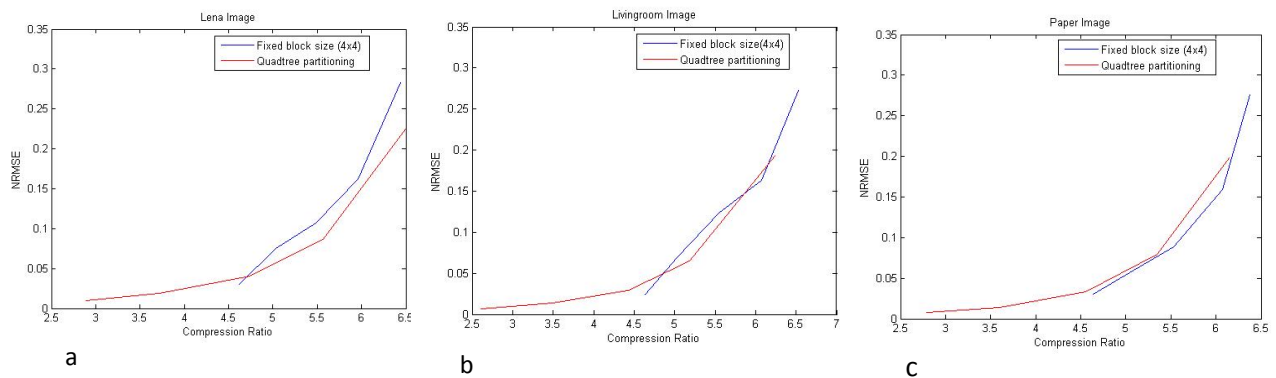 Lena Image
0.35
0.3
0.25
0.2
0.15
0.1
0.05
0
NRMSE
Fixed block size (4x4)
Quadtree partitioning
2.5 3 3.5 4 4.5 5 5.5 6 6.5
Compression Ratio
a
Livingroom Image
0.35
0.3
0.25
0.2
0.15
0.1
0.05
0
NRMSE
Fixed block size(4x4)
Quadtree partitioning
2.5 3 3.5 4 4.5 5 5.5 6 6.5 7
Compression Ratio
b
Paper Image
0.35
0.3
0.25
0.2
0.15
0.1
0.05
0
NRMSE
Fixed block size (4x4)
Quadtree partitioning
2.5 3 3.5 4 4.5 5 5.5 6 6.5
Compression Ratio
c